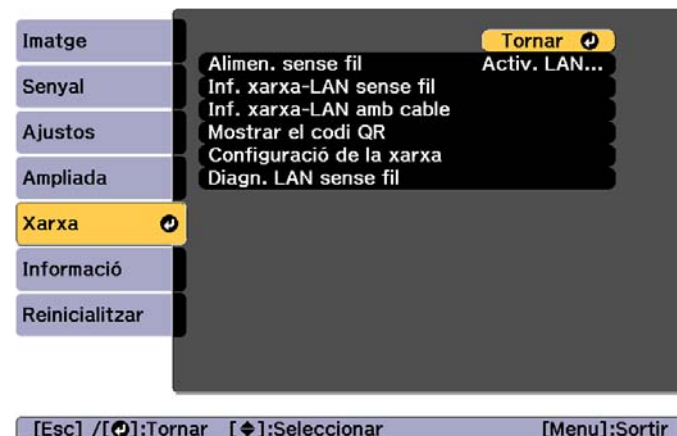 Imatge
Senyal
Ajustos
Ampliada
Xarxa
Informació
Reinicialitzar
Tornar
Alimen. sense fil Activ. LAN...
Inf. xarxa-LAN sense fil
Inf. xarxa-LAN amb cable
Mostrar el codi QR
Configuració de la xarxa
Diagn. LAN sense fil
[Esc] /[⏎]:Tornar [◆]:Seleccionar [Menu]:Sortir